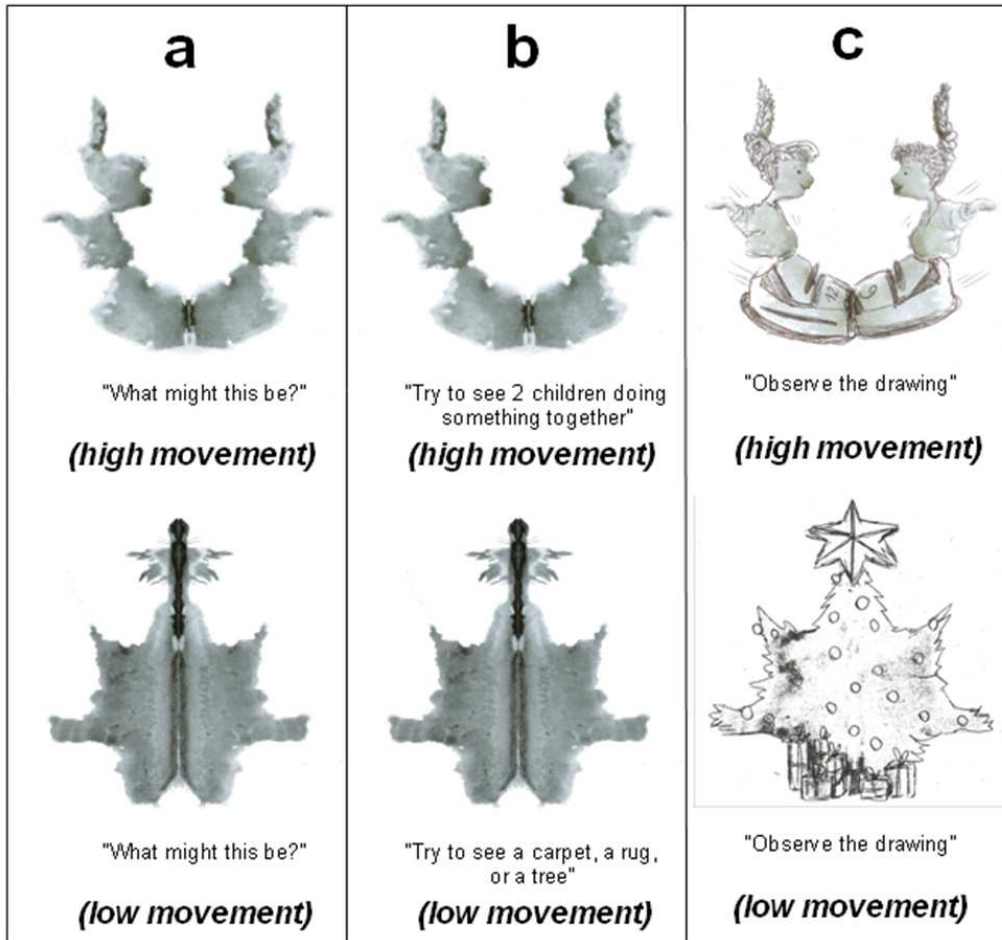 a
b
c
"What might this be?"
"Try to see 2 children doing
something together"
"Observe the drawing"
(high movement)
(high movement)
(high movement)
"What might this be?"
"Try to see a carpet, a rug,
or a tree"
"Observe the drawing"
(low movement)
(low movement)
(low movement)